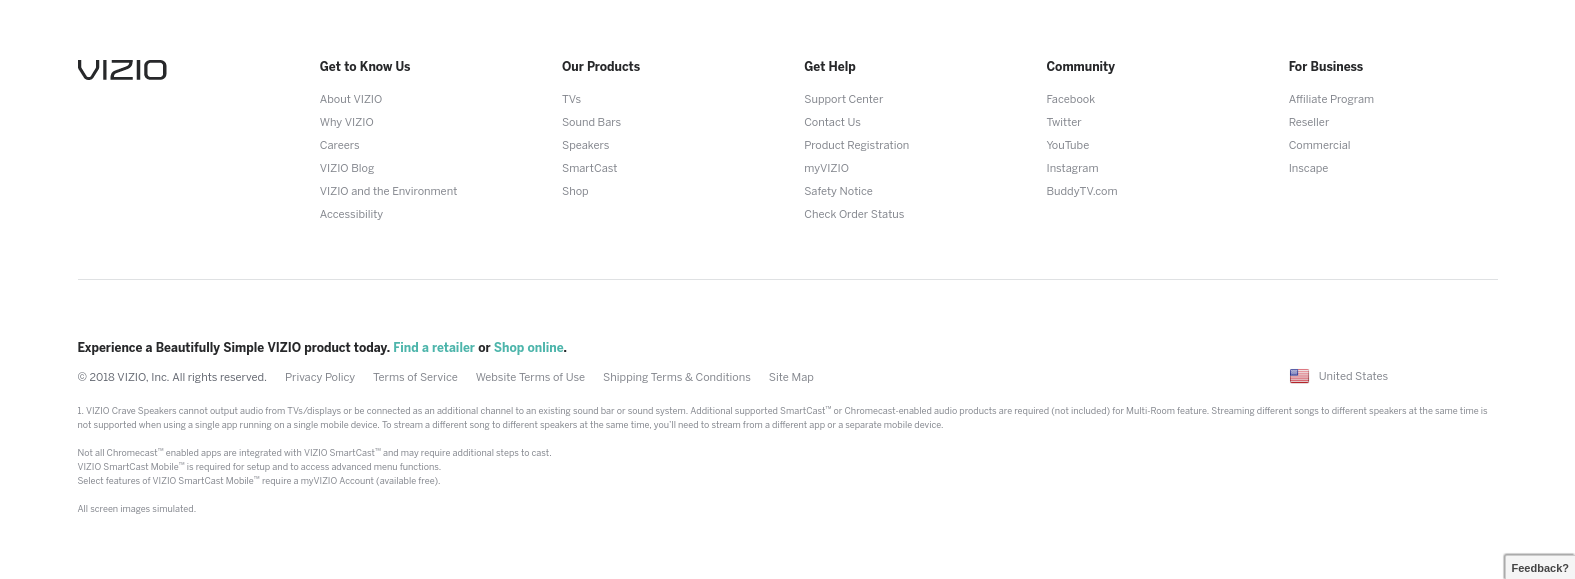 VIZIO
Get to Know Us
About VIZIO
Why VIZIO
Careers
VIZIO Blog
VIZIO and the Environment
Accessibility
Our Products
TVs
Sound Bars
Speakers
SmartCast
Shop
Get Help
Support Center
Contact Us
Product Registration
myVIZIO
Safety Notice
Check Order Status
Community
Facebook
Twitter
YouTube
Instagram
BuddyTV.com
For Business
Affiliate Program
Reseller
Commercial
Inscape
Experience a Beautifully Simple VIZIO product today. Find a retailer or Shop online.
© 2018 VIZIO, Inc. All rights reserved. Privacy Policy Terms of Service Website Terms of Use Shipping Terms & Conditions Site Map
United States
1. VIZIO Crave Speakers cannot output audio from TVs/displays or be connected as an additional channel to an existing sound bar or sound system. Additional supported SmartCast™ or Chromecast-enabled audio products are required (not included) for Multi-Room feature. Streaming different songs to different speakers at the same time is
not supported when using a single app running on a single mobile device. To stream a different song to different speakers at the same time, you'll need to stream from a different app or a separate mobile device.
Not all Chromecast™ enabled apps are integrated with VIZIO SmartCast™ and may require additional steps to cast.
VIZIO SmartCast Mobile™ is required for setup and to access advanced menu functions.
Select features of VIZIO SmartCast Mobile™ require a myVIZIO Account (available free).
All screen images simulated.
Feedback?